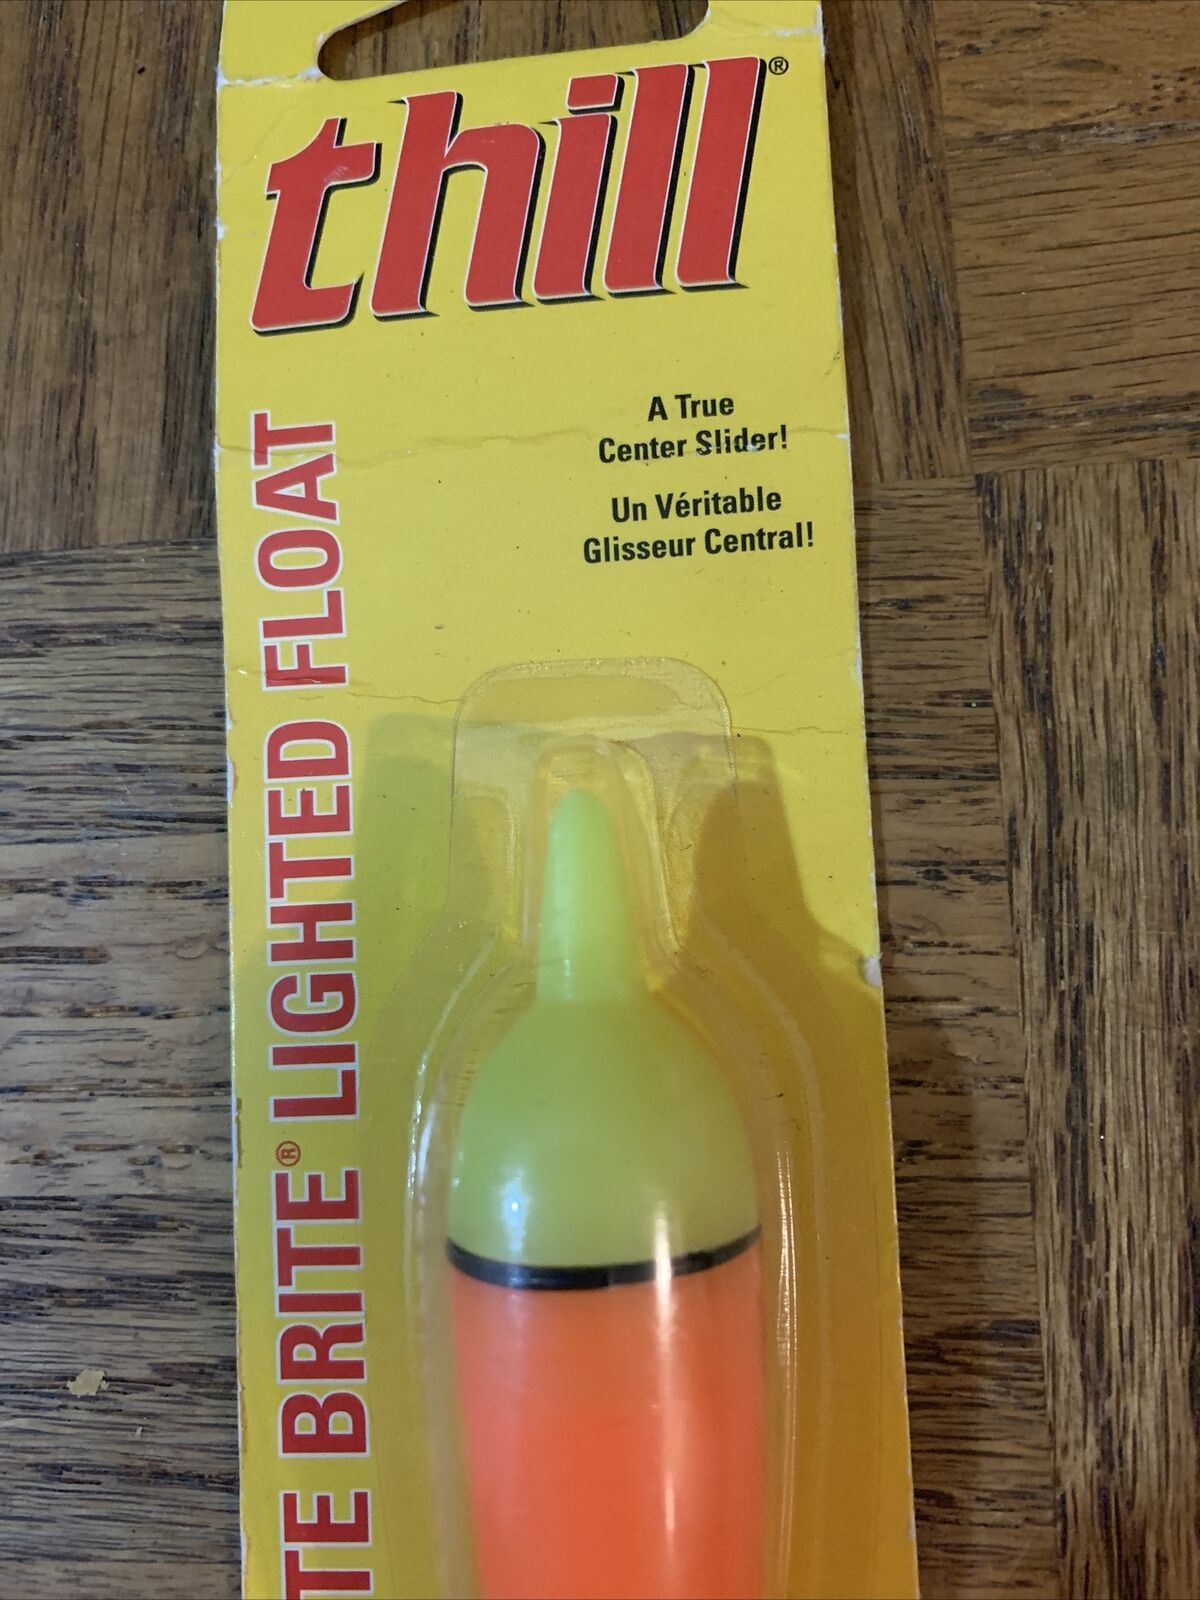 thill®
A True
Center Slider!
Un Véritable
Glisseur Central!
TE BRITE® LIGHTED FLOAT